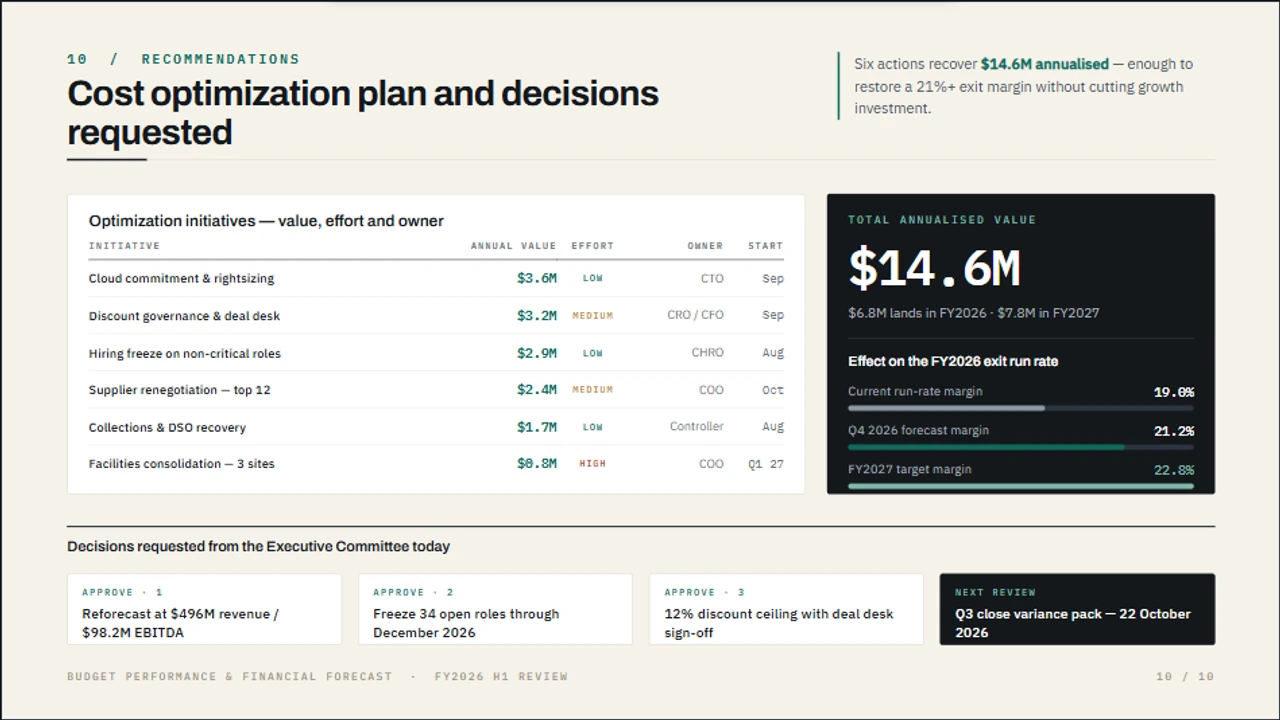 10 / RECOMMENDATIONS
Cost optimization plan and decisions
requested
Six actions recover $14.6M annualised — enough to
restore a 21%+ exit margin without cutting growth
investment.
Optimization initiatives — value, effort and owner
INITIATIVE ANNUAL VALUE EFFORT OWNER START
Cloud commitment & rightsizing $3.6M LOW CTO Sep
Discount governance & deal desk $3.2M MEDIUM CRO / CFO Sep
Hiring freeze on non-critical roles $2.9M LOW CHRO Aug
Supplier renegotiation — top 12 $2.4M MEDIUM COO Oct
Collections & DSO recovery $1.7M LOW Controller Aug
Facilities consolidation — 3 sites $0.8M HIGH COO Q1 27
TOTAL ANNUALISED VALUE
$14.6M
$6.8M lands in FY2026 · $7.8M in FY2027
Effect on the FY2026 exit run rate
Current run-rate margin 19.0%
Q4 2026 forecast margin 21.2%
FY2027 target margin 22.8%
Decisions requested from the Executive Committee today
APPROVE · 1
Reforecast at $496M revenue /
$98.2M EBITDA
APPROVE · 2
Freeze 34 open roles through
December 2026
APPROVE · 3
12% discount ceiling with deal desk
sign-off
NEXT REVIEW
Q3 close variance pack — 22 October
2026
BUDGET PERFORMANCE & FINANCIAL FORECAST · FY2026 H1 REVIEW
10 / 10